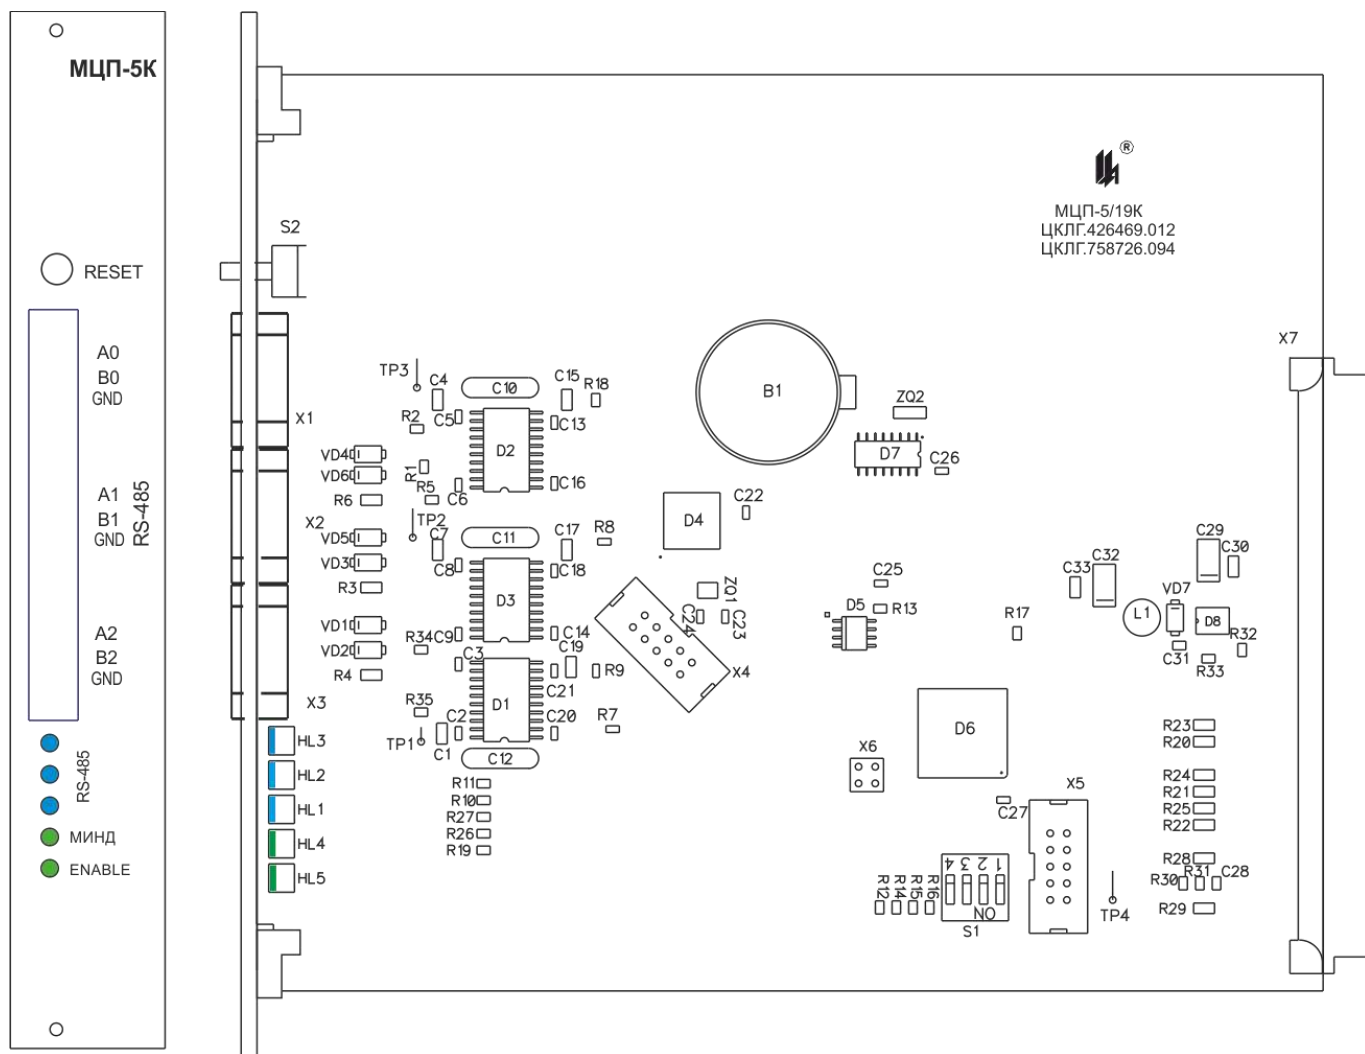 МЦП-5К
RESET
A0
B0
GND
A1
B1
GND
RS-485
A2
B2
GND
RS-485
МИНД
ENABLE
S2
X1
X2
X3
HL3
HL2
HL1
HL4
HL5
®
МЦП-5/19К
ЦКЛГ.426469.012
ЦКЛГ.758726.094
X7
TP3
C4
C10
C15
R18
R2
C5
C13
D2
VD4
VD6
R1
R5
C6
C16
R6
TP2
VD5
VD3
R3
C7
C11
C17
R8
C8
C18
D3
VD1
VD2
R4
R34
C9
C14
C3
C19
R9
C21
D1
R35
TP1
C2
C1
C20
R7
C12
R11
R10
R27
R26
R19
B1
ZQ2
D7
C26
D4
C22
ZQ1
C24
C23
X4
C25
D5
R13
R17
C33
C32
C29
C30
VD7
L1
D8
R32
C31
R33
D6
X6
C27
X5
R23
R20
R24
R21
R25
R22
R28
R30
R31
C28
R29
R12
R14
R15
R16
4 3 2 1
ON
S1
TP4